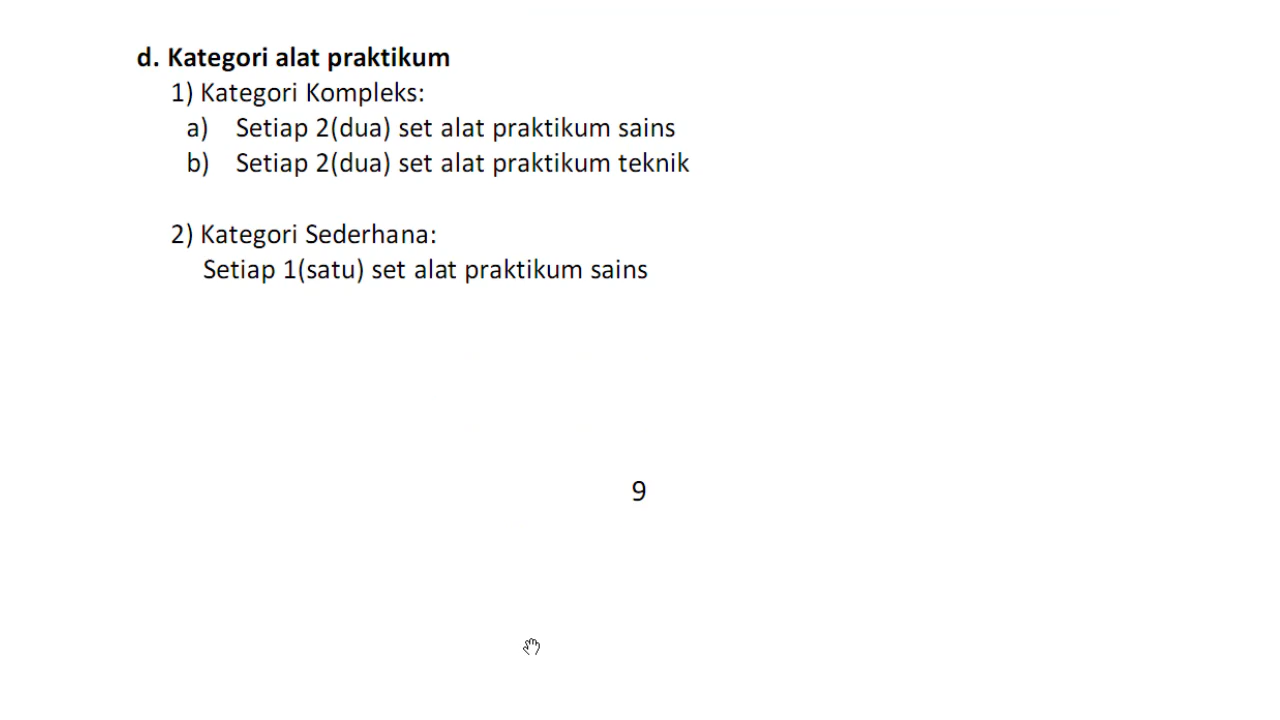 d. Kategori alat praktikum
1) Kategori Kompleks:
a) Setiap 2(dua) set alat praktikum sains
b) Setiap 2(dua) set alat praktikum teknik
2) Kategori Sederhana:
Setiap 1(satu) set alat praktikum sains
9